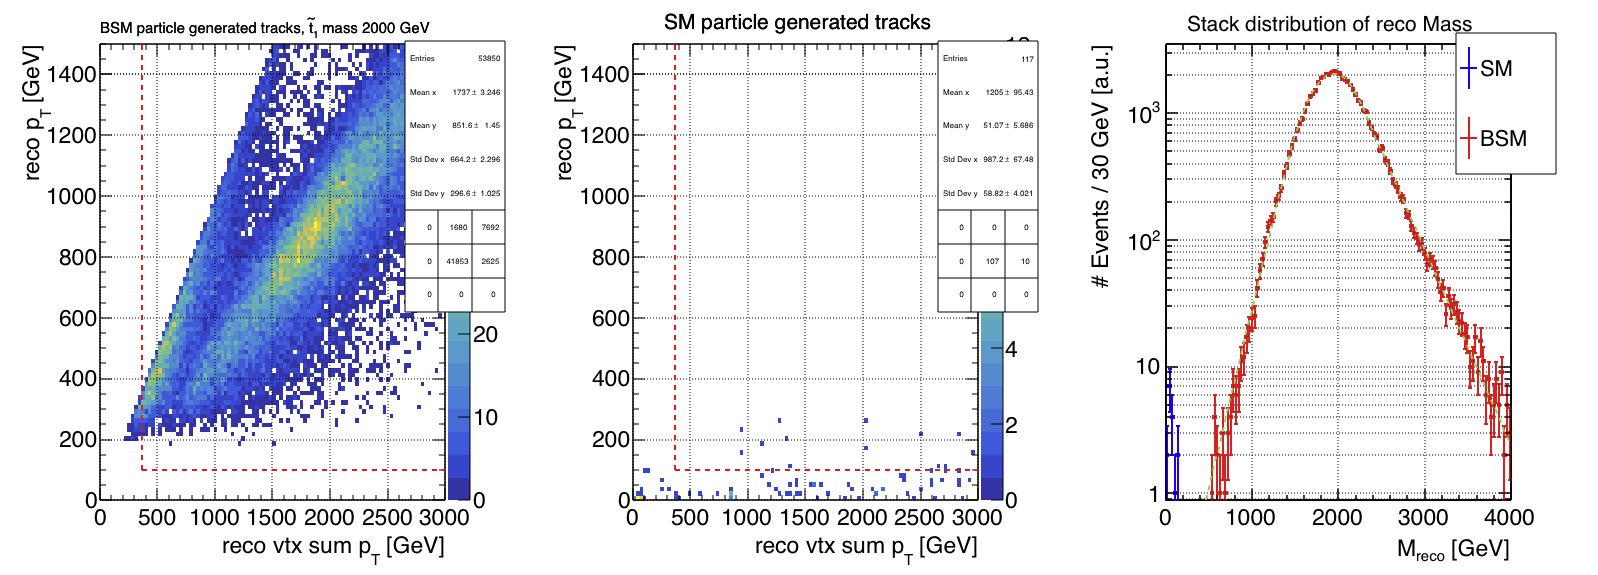 BSM particle generated tracks, t̃₁ mass 2000 GeV
reco p_T [GeV]
1400
1200
1000
800
600
400
200
0
0 500 1000 1500 2000 2500 3000
reco vtx sum p_T [GeV]
Entries 53850
Mean x 1737 ± 3.246
Mean y 851.6 ± 1.45
Std Dev x 664.2 ± 2.296
Std Dev y 296.6 ± 1.025
0 1680 7692
0 41853 2625
0 0 0
20
10
0
SM particle generated tracks
reco p_T [GeV]
1400
1200
1000
800
600
400
200
0
0 500 1000 1500 2000 2500 3000
reco vtx sum p_T [GeV]
Entries 117
Mean x 1205 ± 95.43
Mean y 51.07 ± 5.686
Std Dev x 987.2 ± 67.48
Std Dev y 58.82 ± 4.021
0 0 0
0 107 10
0 0 0
4
2
0
Stack distribution of reco Mass
# Events / 30 GeV [a.u.]
10³
10²
10
1
0 1000 2000 3000 4000
M_reco [GeV]
SM
BSM